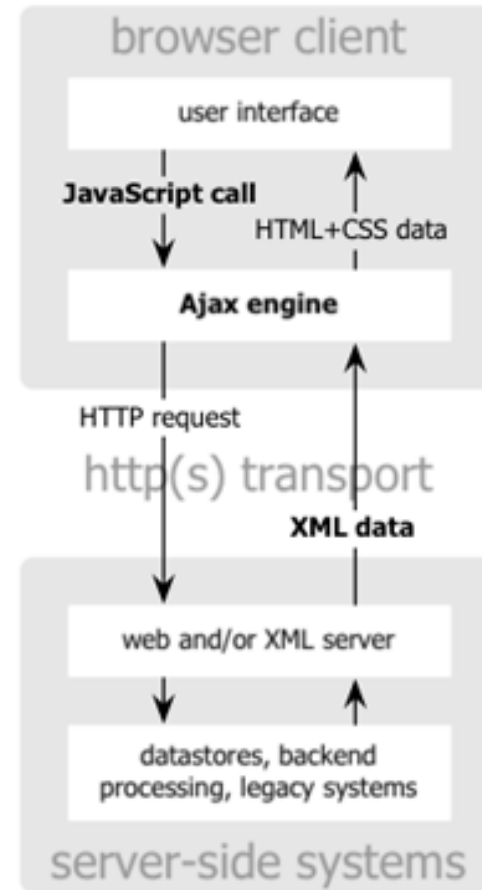 browser client
user interface
JavaScript call
HTML+CSS data
Ajax engine
HTTP request
http(s) transport
XML data
web and/or XML server
datastores, backend
processing, legacy systems
server-side systems